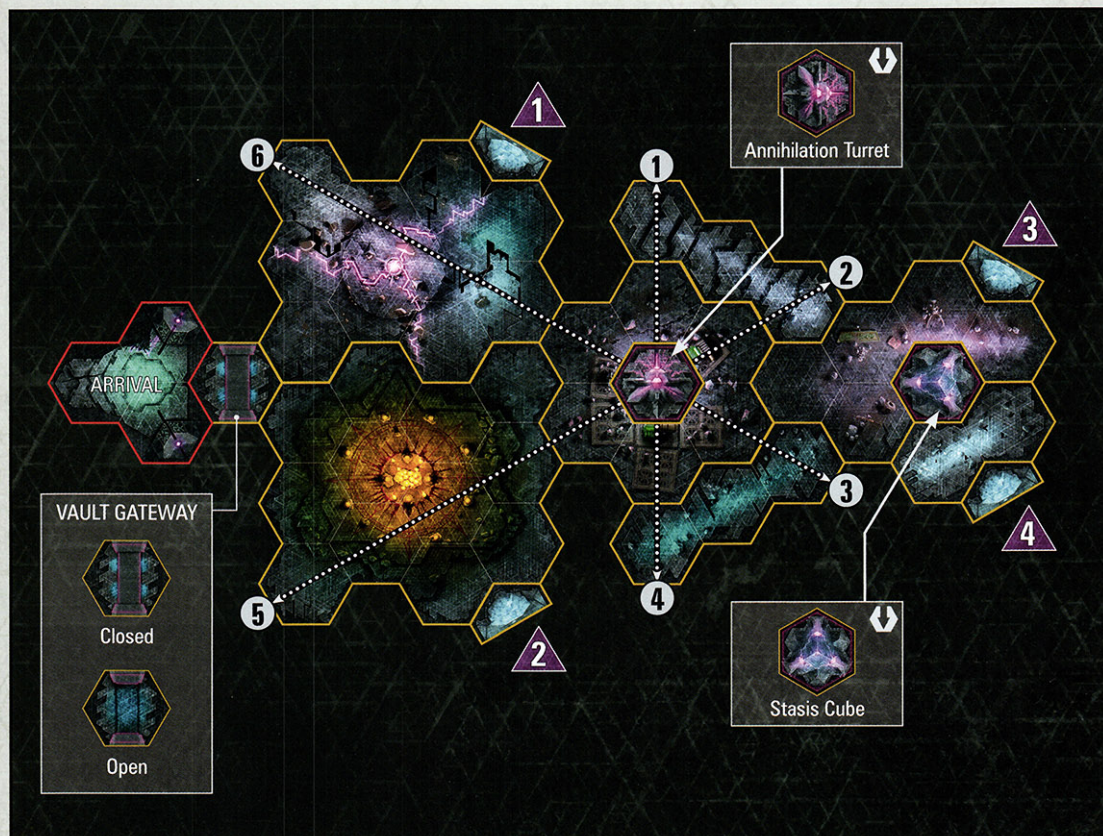 1
Annihilation Turret
6
1
3
2
ARRIVAL
VAULT GATEWAY
3
4
Closed
4
5
2
Stasis Cube
Open